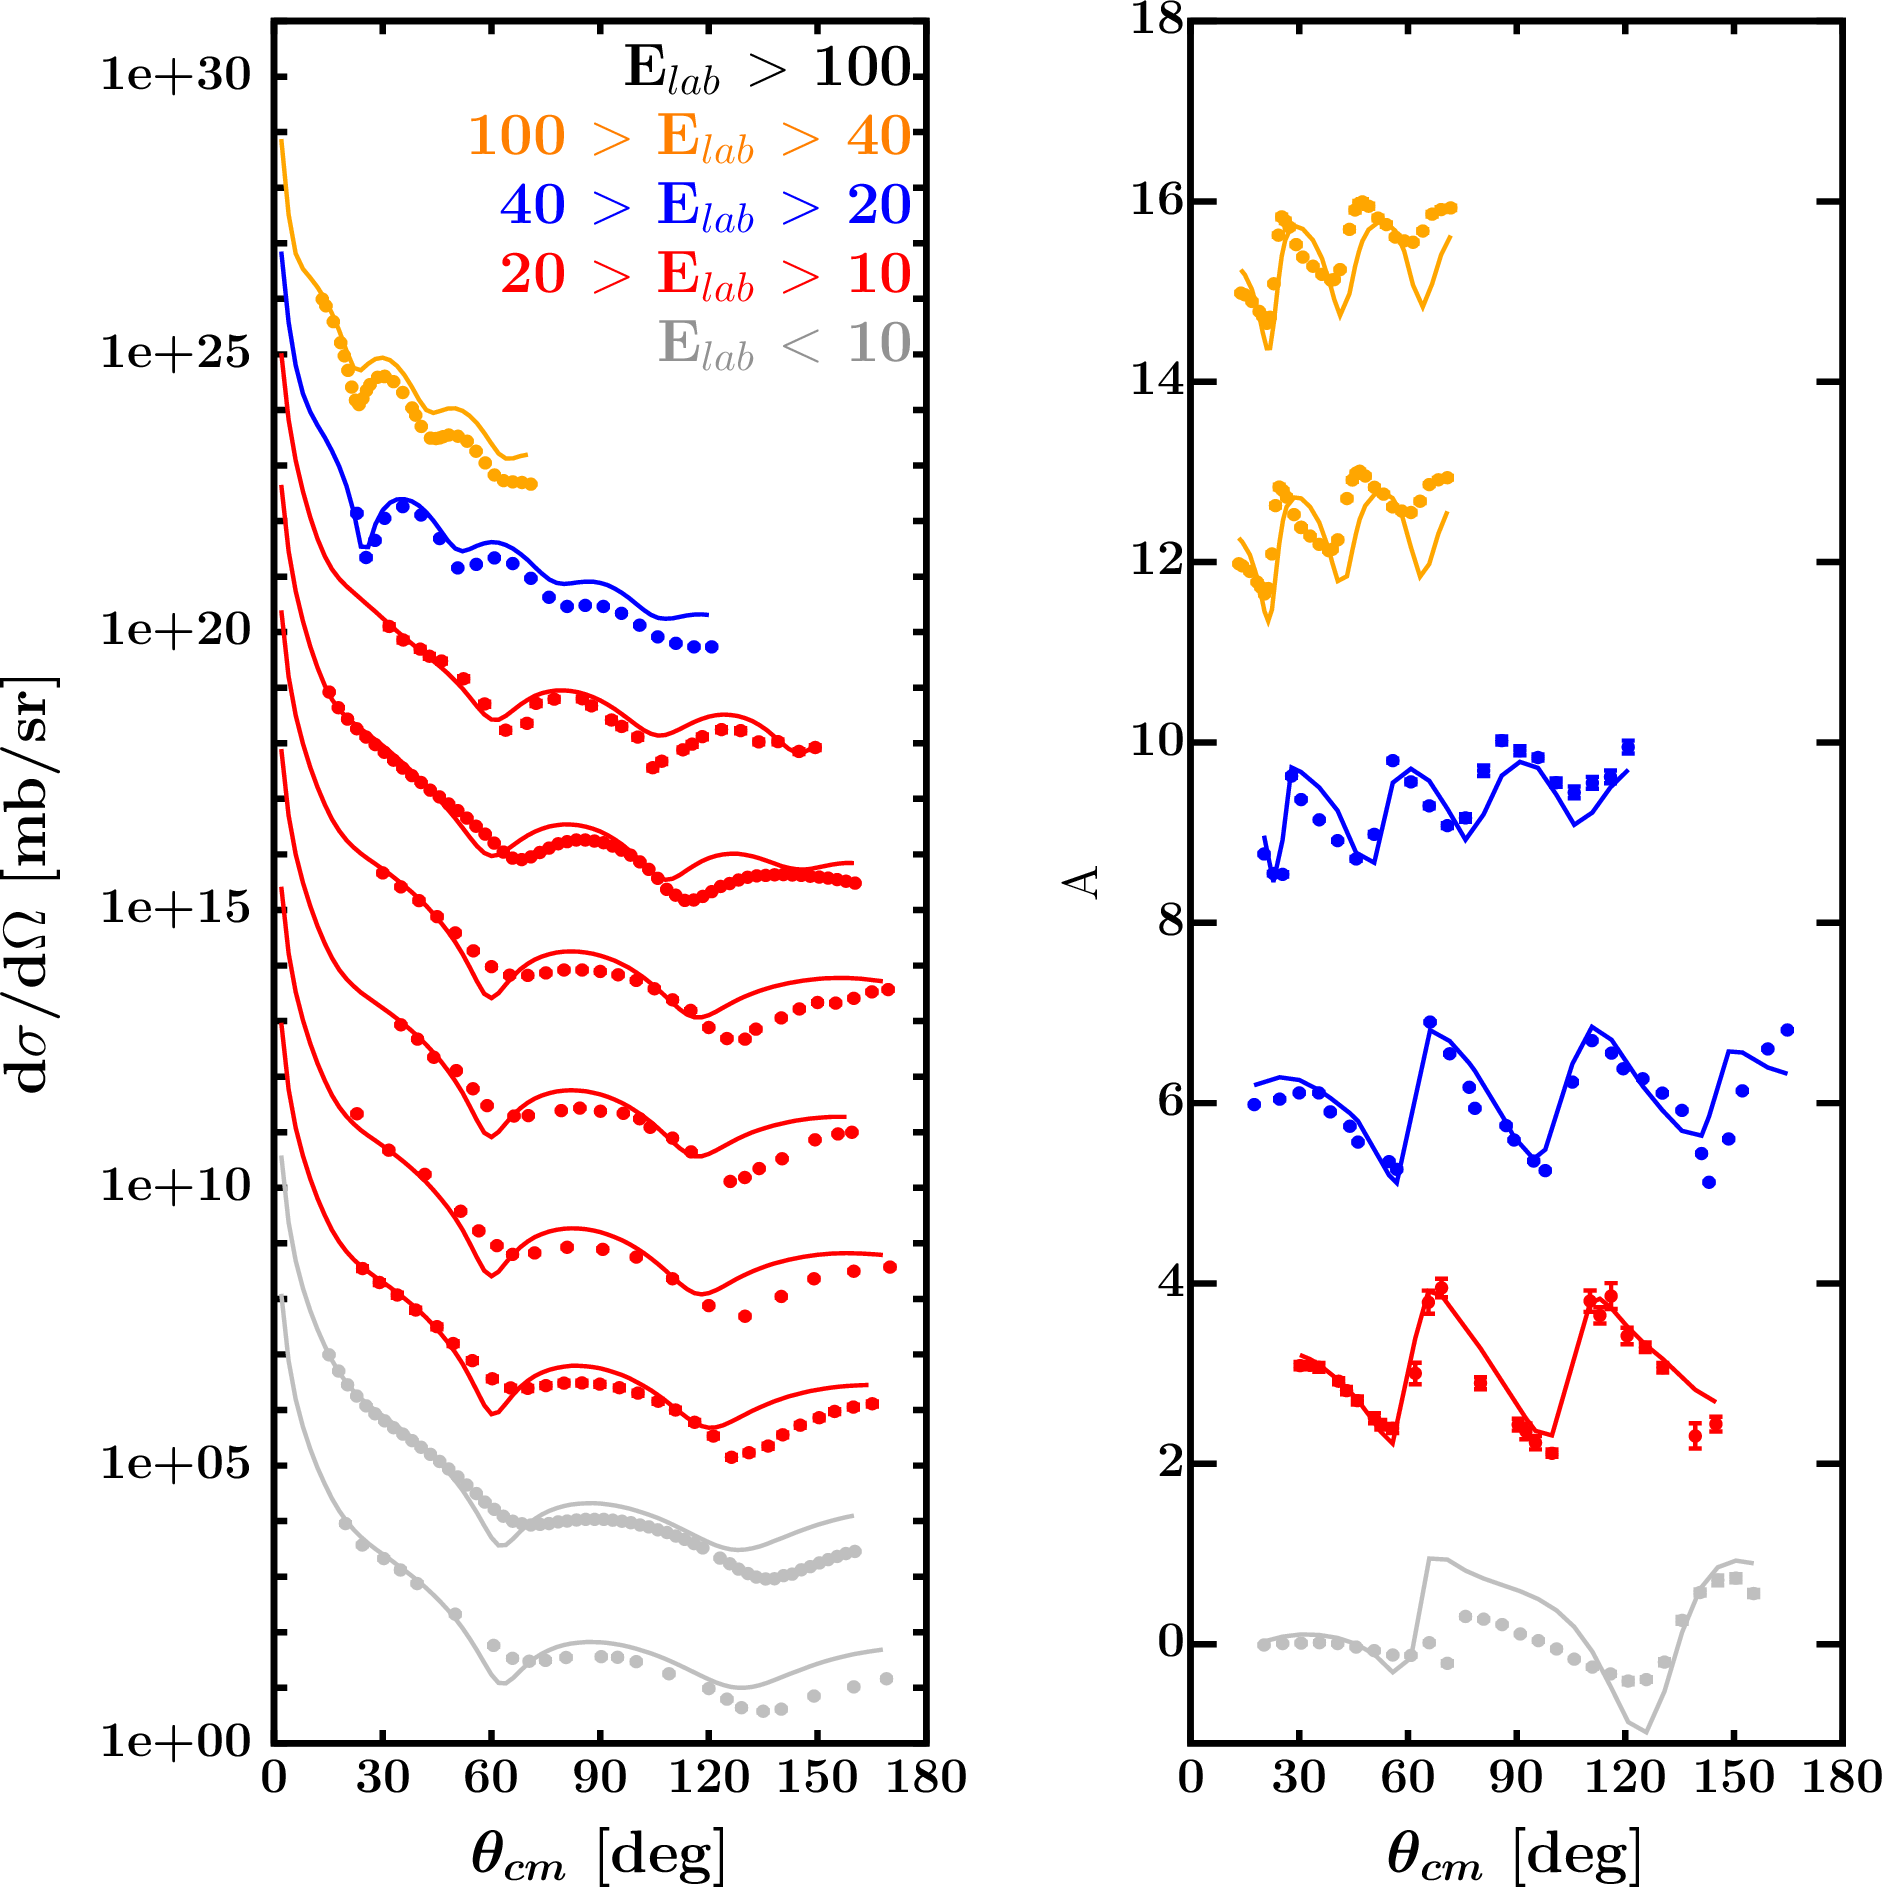 dσ/dΩ [mb/sr]
1e+30
1e+25
1e+20
1e+15
1e+10
1e+05
1e+00
E_lab > 100
100 > E_lab > 40
40 > E_lab > 20
20 > E_lab > 10
E_lab < 10
0 30 60 90 120 150 180
θ_cm [deg]
A
18
16
14
12
10
8
6
4
2
0
0 30 60 90 120 150 180
θ_cm [deg]